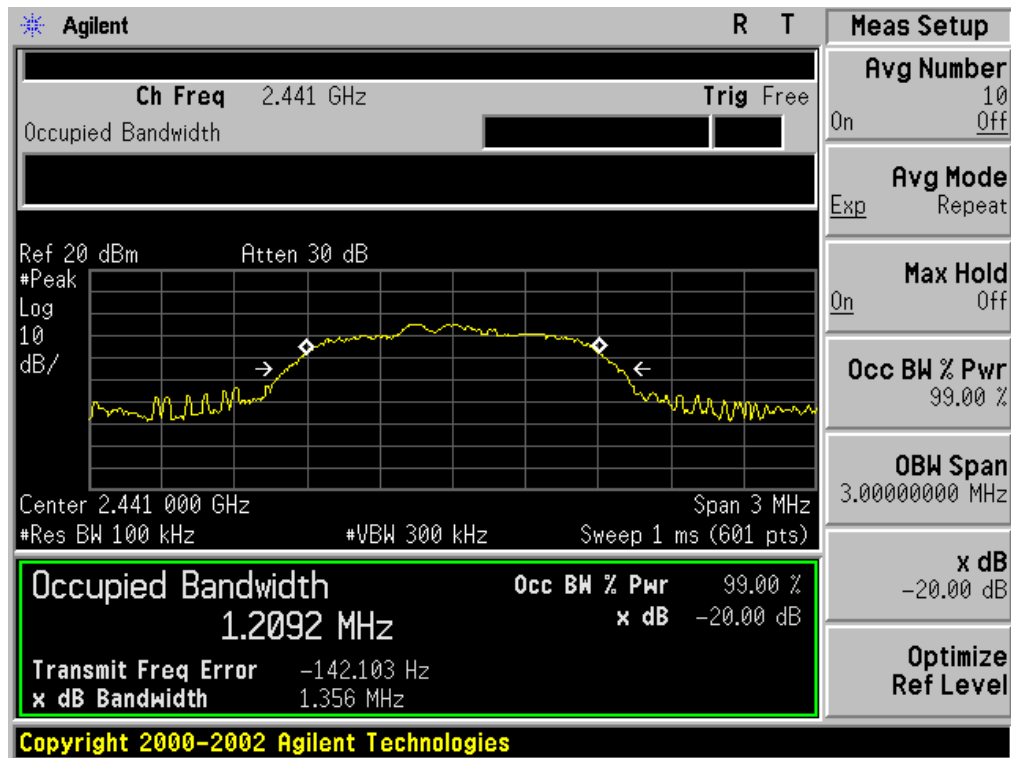 Agilent R T
Ch Freq 2.441 GHz Trig Free
Occupied Bandwidth
Ref 20 dBm Atten 30 dB
#Peak
Log
10
dB/
Center 2.441 000 GHz Span 3 MHz
#Res BW 100 kHz #VBW 300 kHz Sweep 1 ms (601 pts)
Occupied Bandwidth Occ BW % Pwr 99.00 %
1.2092 MHz x dB -20.00 dB
Transmit Freq Error -142.103 Hz
x dB Bandwidth 1.356 MHz
Copyright 2000-2002 Agilent Technologies
Meas Setup
Avg Number
10
On Off
Avg Mode
Exp Repeat
Max Hold
On Off
Occ BW % Pwr
99.00 %
OBW Span
3.00000000 MHz
x dB
-20.00 dB
Optimize
Ref Level